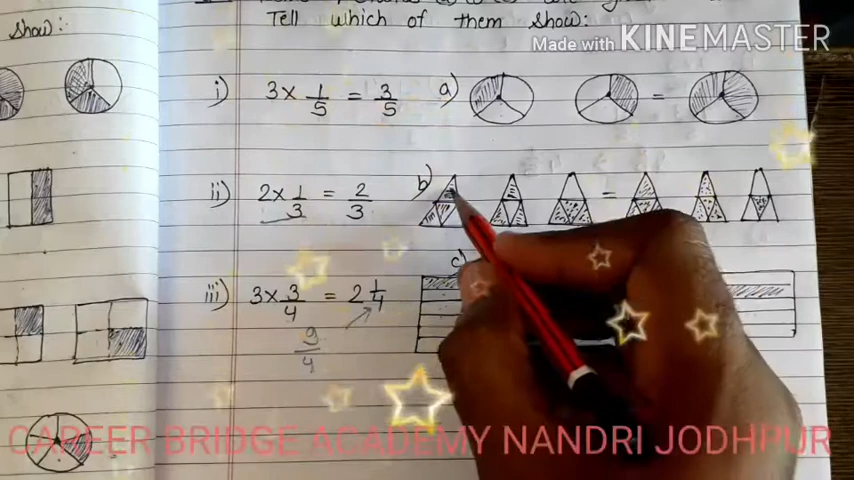 Show:
Tell which of them show:
Made with KINEMASTER
i) 3 × 1/5 = 3/5 a) =
ii) 2 × 1/3 = 2/3 b) =
c)
iii) 3 × 3/4 = 2 1/4
9/4
CAREER BRIDGE ACADEMY NANDRI JODHPUR